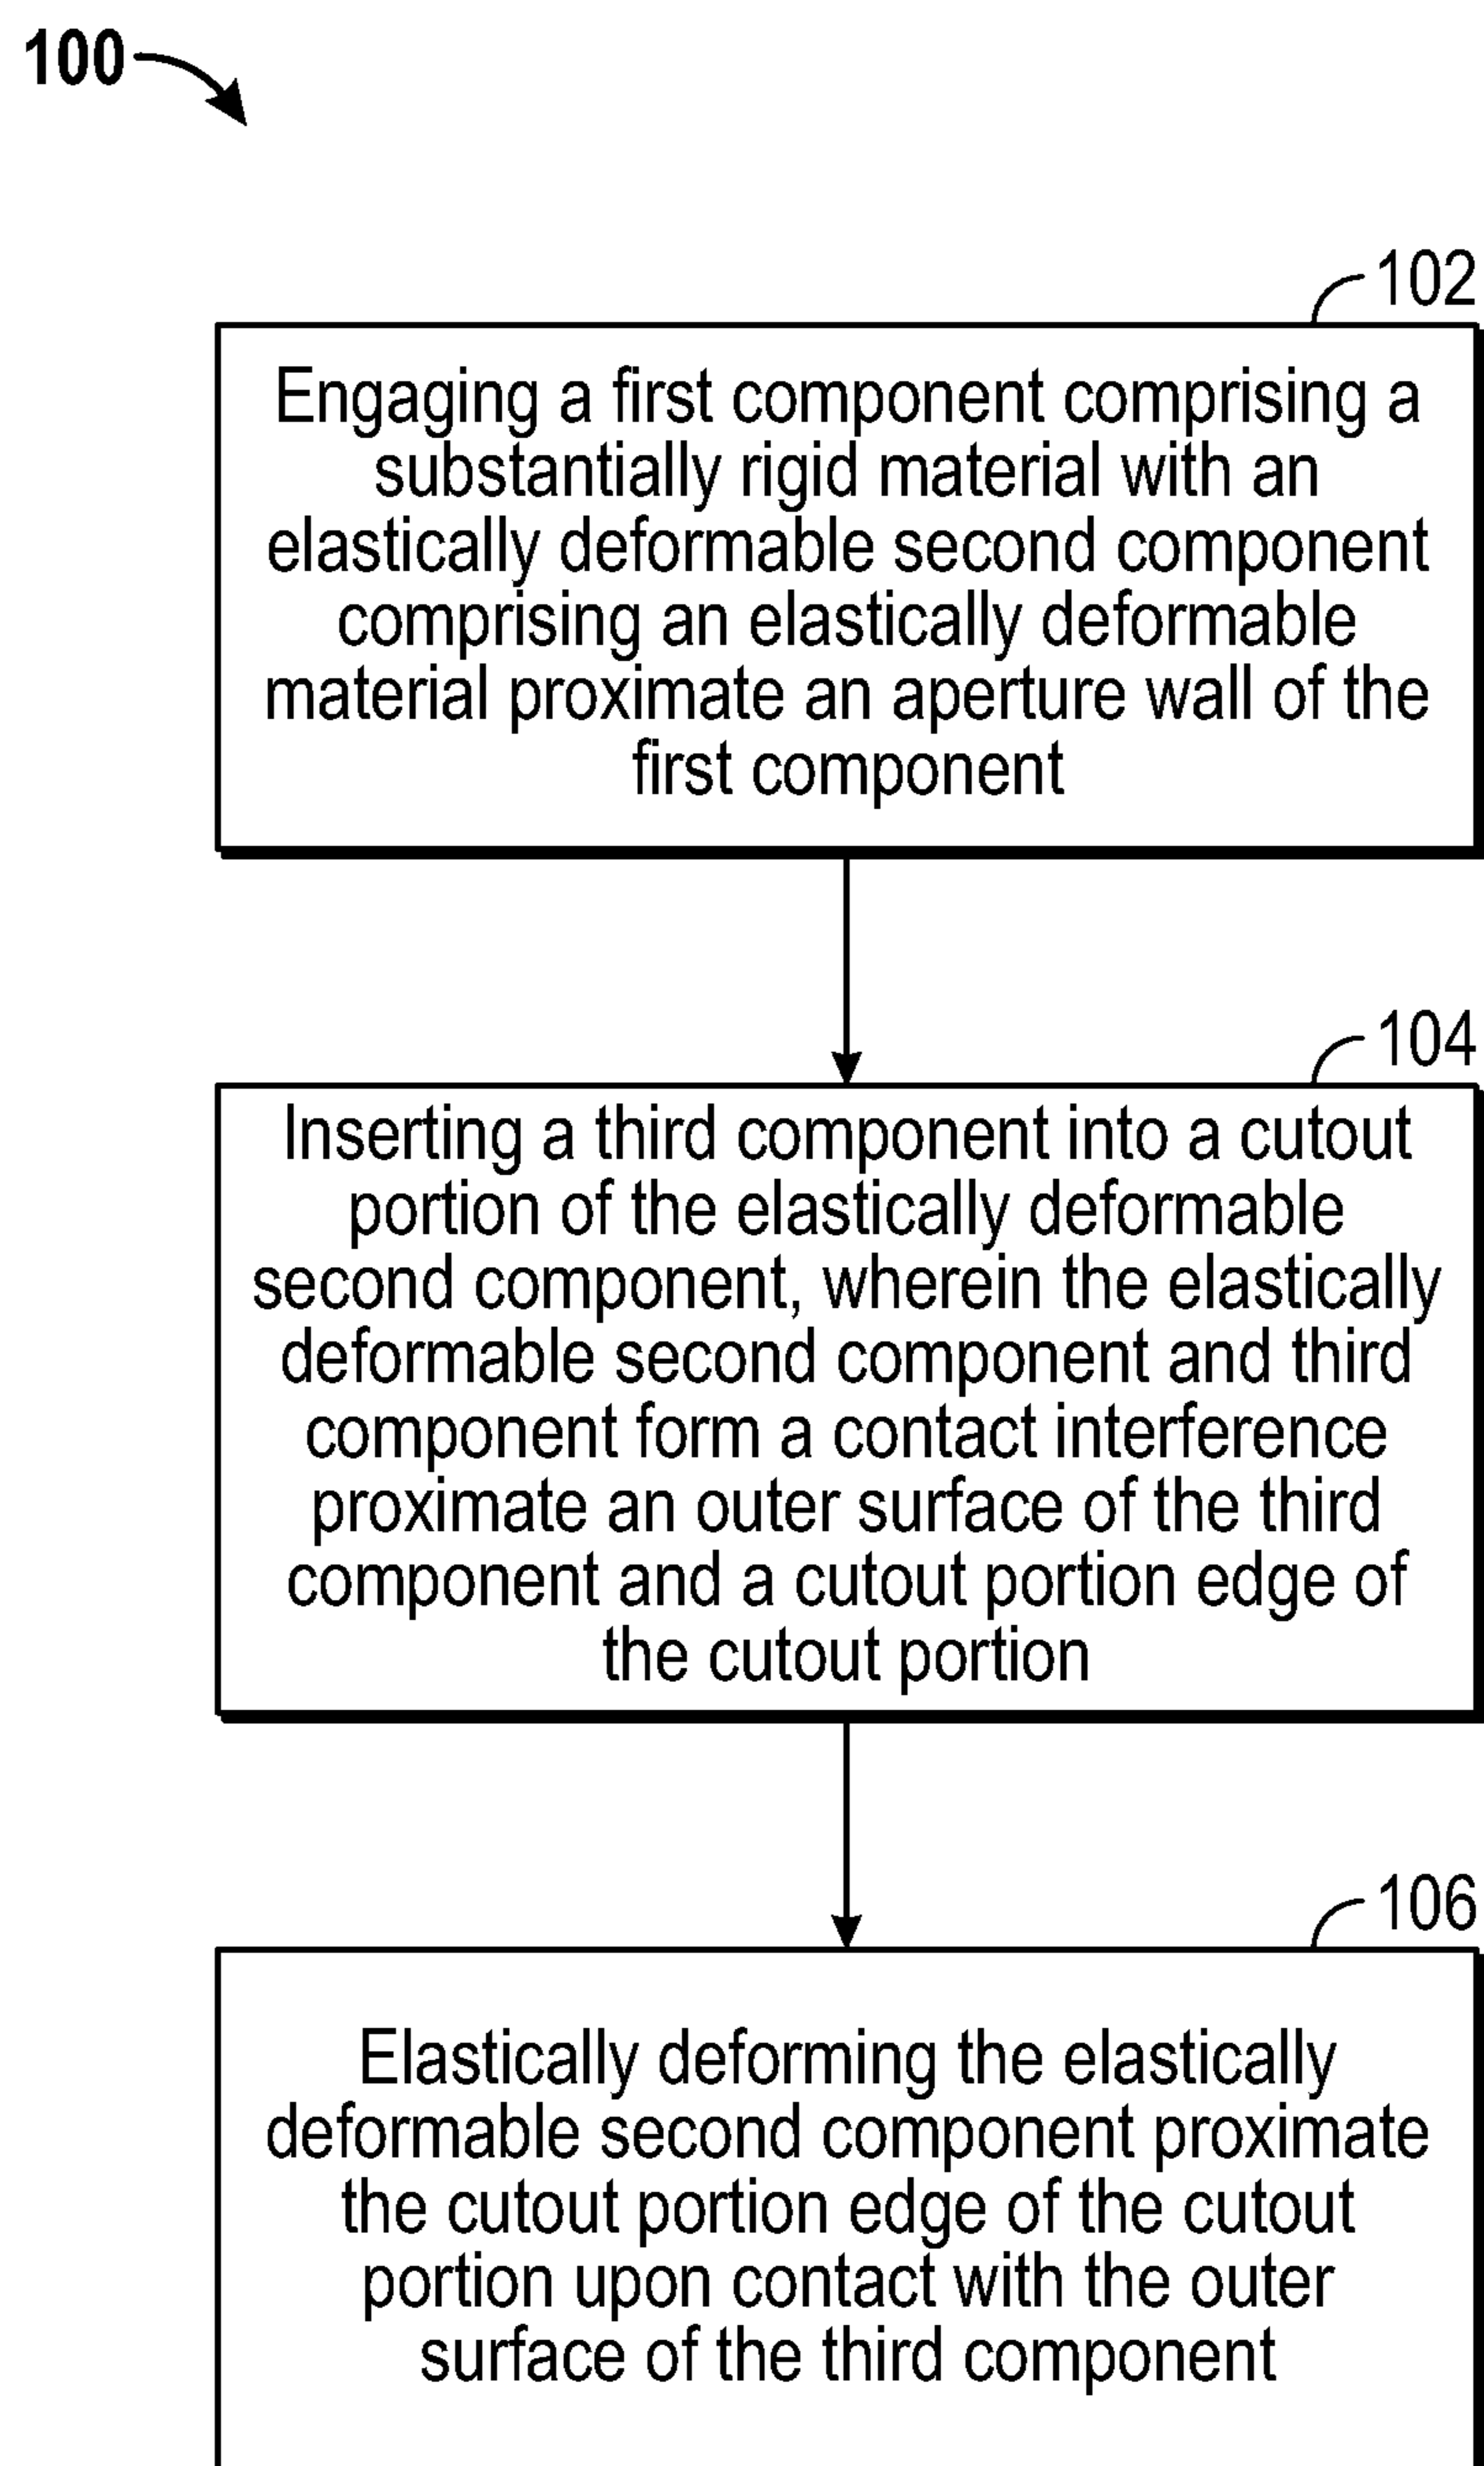 100
102
Engaging a first component comprising a
substantially rigid material with an
elastically deformable second component
comprising an elastically deformable
material proximate an aperture wall of the
first component
104
Inserting a third component into a cutout
portion of the elastically deformable
second component, wherein the elastically
deformable second component and third
component form a contact interference
proximate an outer surface of the third
component and a cutout portion edge of
the cutout portion
106
Elastically deforming the elastically
deformable second component proximate
the cutout portion edge of the cutout
portion upon contact with the outer
surface of the third component